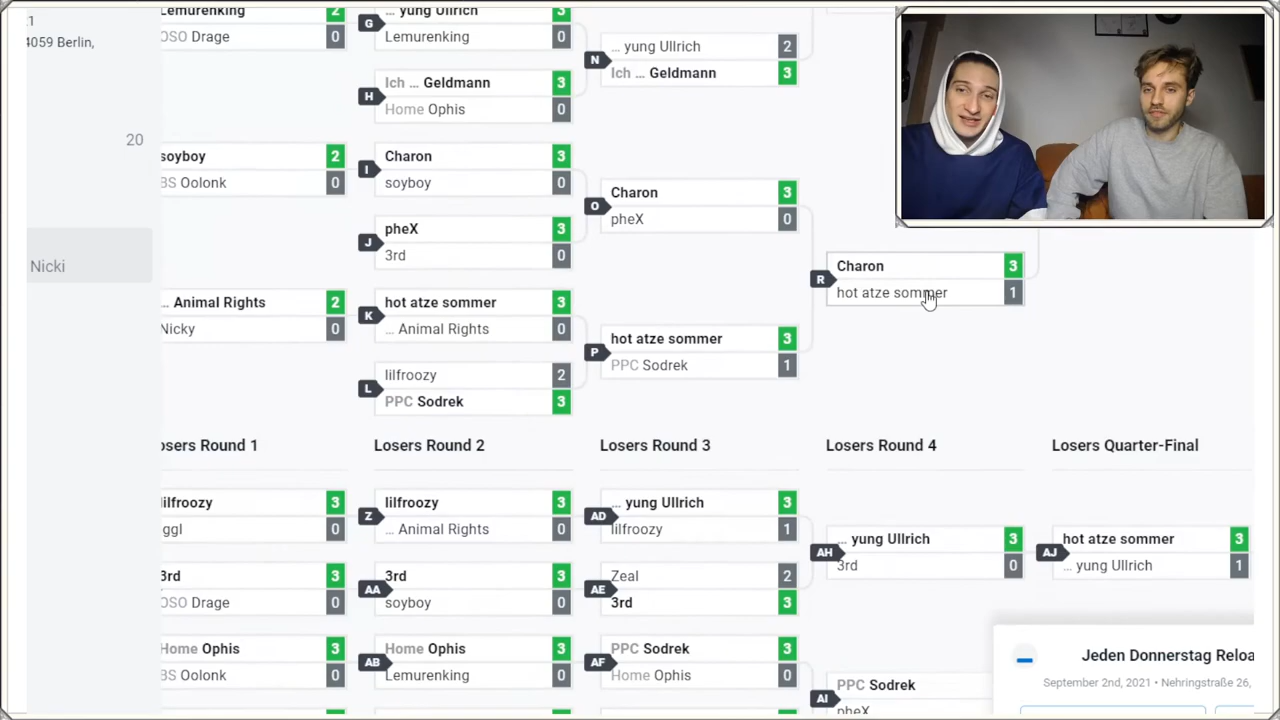 .1
4059 Berlin,
20
Nicki
Lemurenking 2
OSO Drage 0
soyboy 2
BS Oolonk 0
... Animal Rights 2
Nicky 0
G
... yung Ullrich 3
Lemurenking 0
H
Ich ... Geldmann 3
Home Ophis 0
I
Charon 3
soyboy 0
J
pheX 3
3rd 0
K
hot atze sommer 3
... Animal Rights 0
L
lilfroozy 2
PPC Sodrek 3
N
... yung Ullrich 2
Ich ... Geldmann 3
O
Charon 3
pheX 0
P
hot atze sommer 3
PPC Sodrek 1
R
Charon 3
hot atze sommer 1
osers Round 1
Losers Round 2
Losers Round 3
Losers Round 4
Losers Quarter-Final
lilfroozy 3
ggl 0
3rd 3
OSO Drage 0
Home Ophis 3
BS Oolonk 0
Z
lilfroozy 3
... Animal Rights 0
AA
3rd 3
soyboy 0
AB
Home Ophis 3
Lemurenking 0
AD
... yung Ullrich 3
lilfroozy 1
AE
Zeal 2
3rd 3
AF
PPC Sodrek 3
Home Ophis 0
AH
... yung Ullrich 3
3rd 0
AI
PPC Sodrek
pheX
AJ
hot atze sommer 3
... yung Ullrich 1
Jeden Donnerstag Reloa
September 2nd, 2021 • Nehringstraße 26,